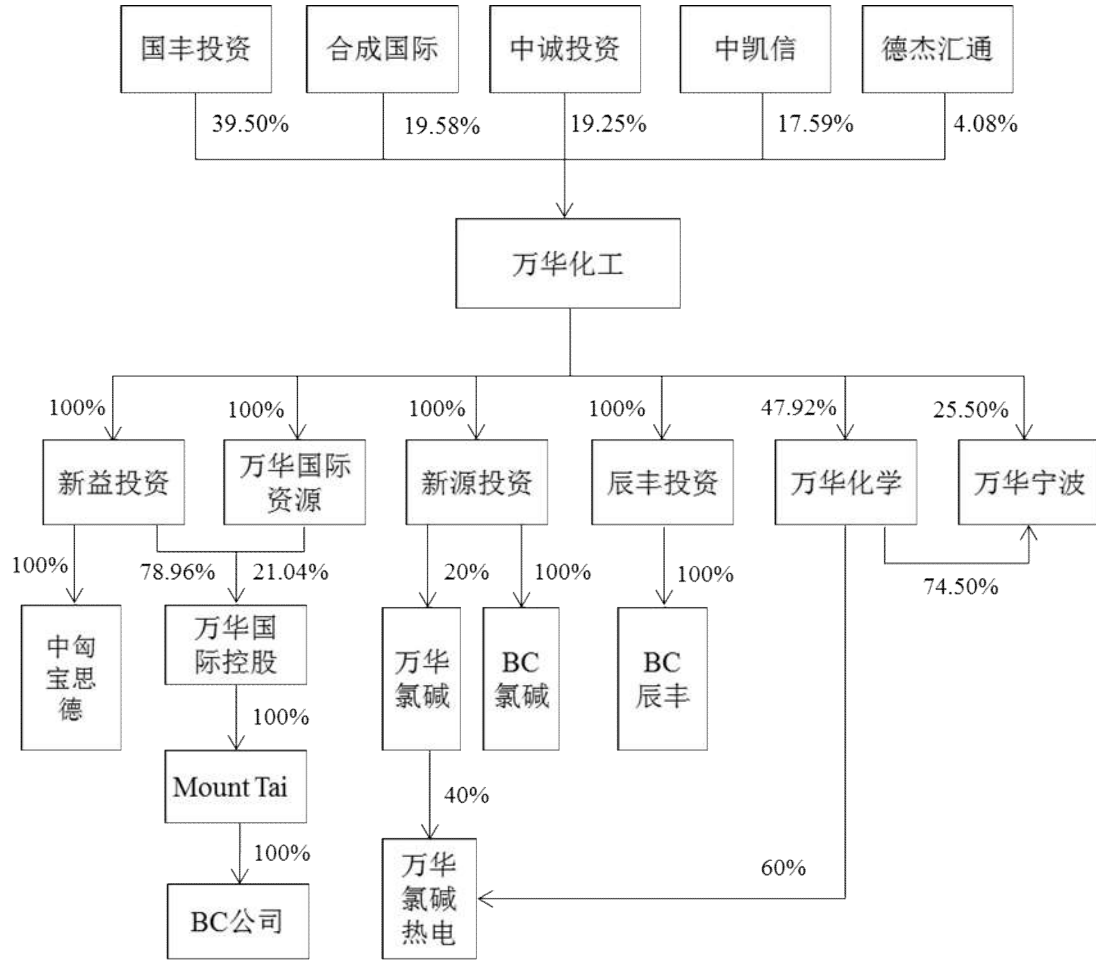 国丰投资
合成国际
中诚投资
中凯信
德杰汇通
39.50%
19.58%
19.25%
17.59%
4.08%
万华化工
100%
100%
100%
100%
47.92%
25.50%
新益投资
万华国际
资源
新源投资
辰丰投资
万华化学
万华宁波
100%
78.96%
21.04%
20%
100%
100%
74.50%
中匈
宝思
德
万华国
际控股
万华
氯碱
BC
氯碱
BC
辰丰
100%
Mount Tai
40%
100%
万华
氯碱
热电
60%
BC公司